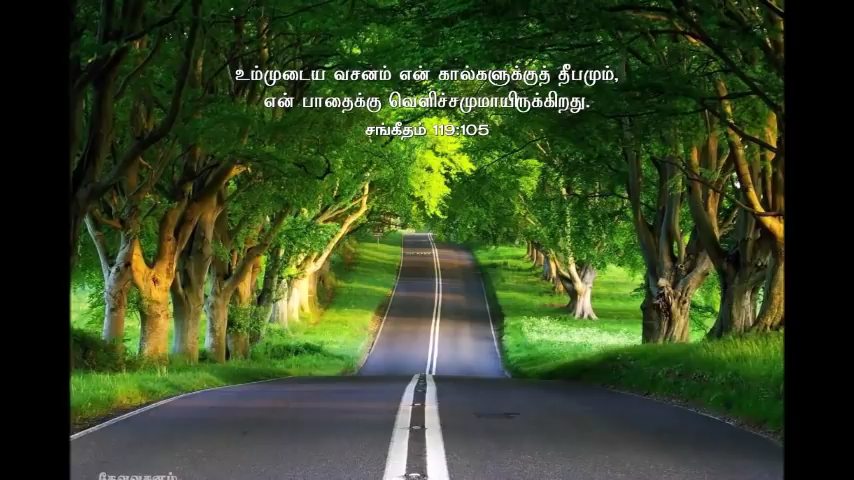 உம்முடைய வசனம் என் கால்களுக்குத் தீபமும்,
என் பாதைக்கு வெளிச்சமுமாயிருக்கிறது.
சங்கீதம் 119:105